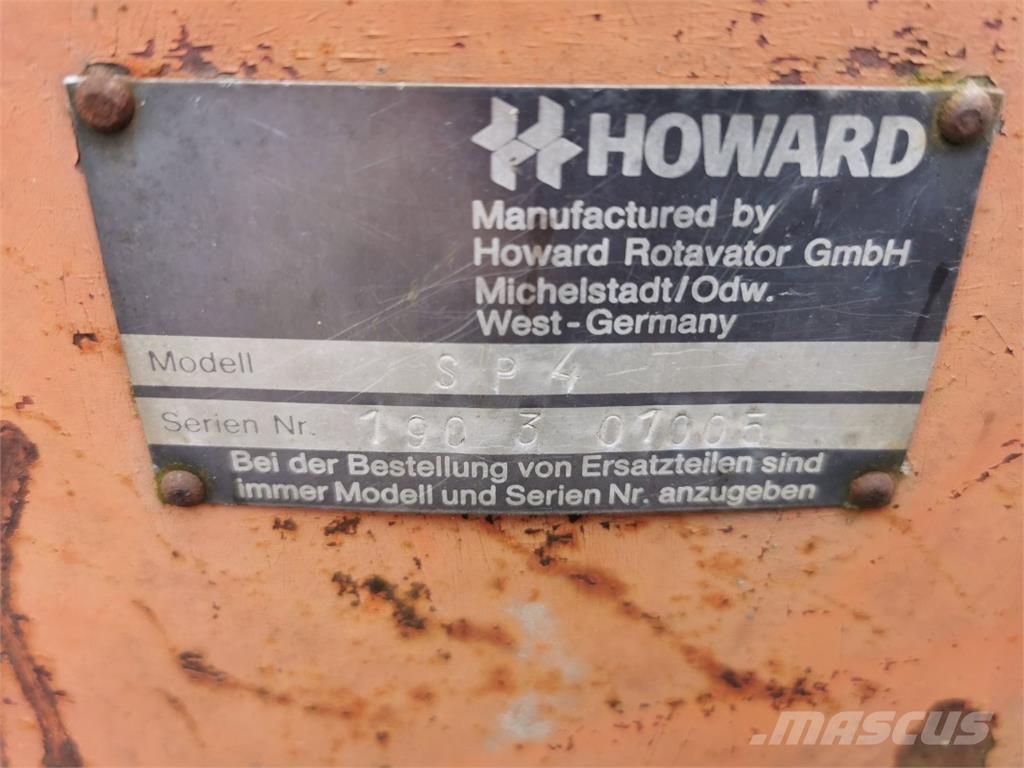 HOWARD
Manufactured by
Howard Rotavator GmbH
Michelstadt/Odw.
West-Germany
Modell SP4
Serien Nr. 190 3 01005
Bei der Bestellung von Ersatzteilen sind
immer Modell und Serien Nr. anzugeben
MASCUS